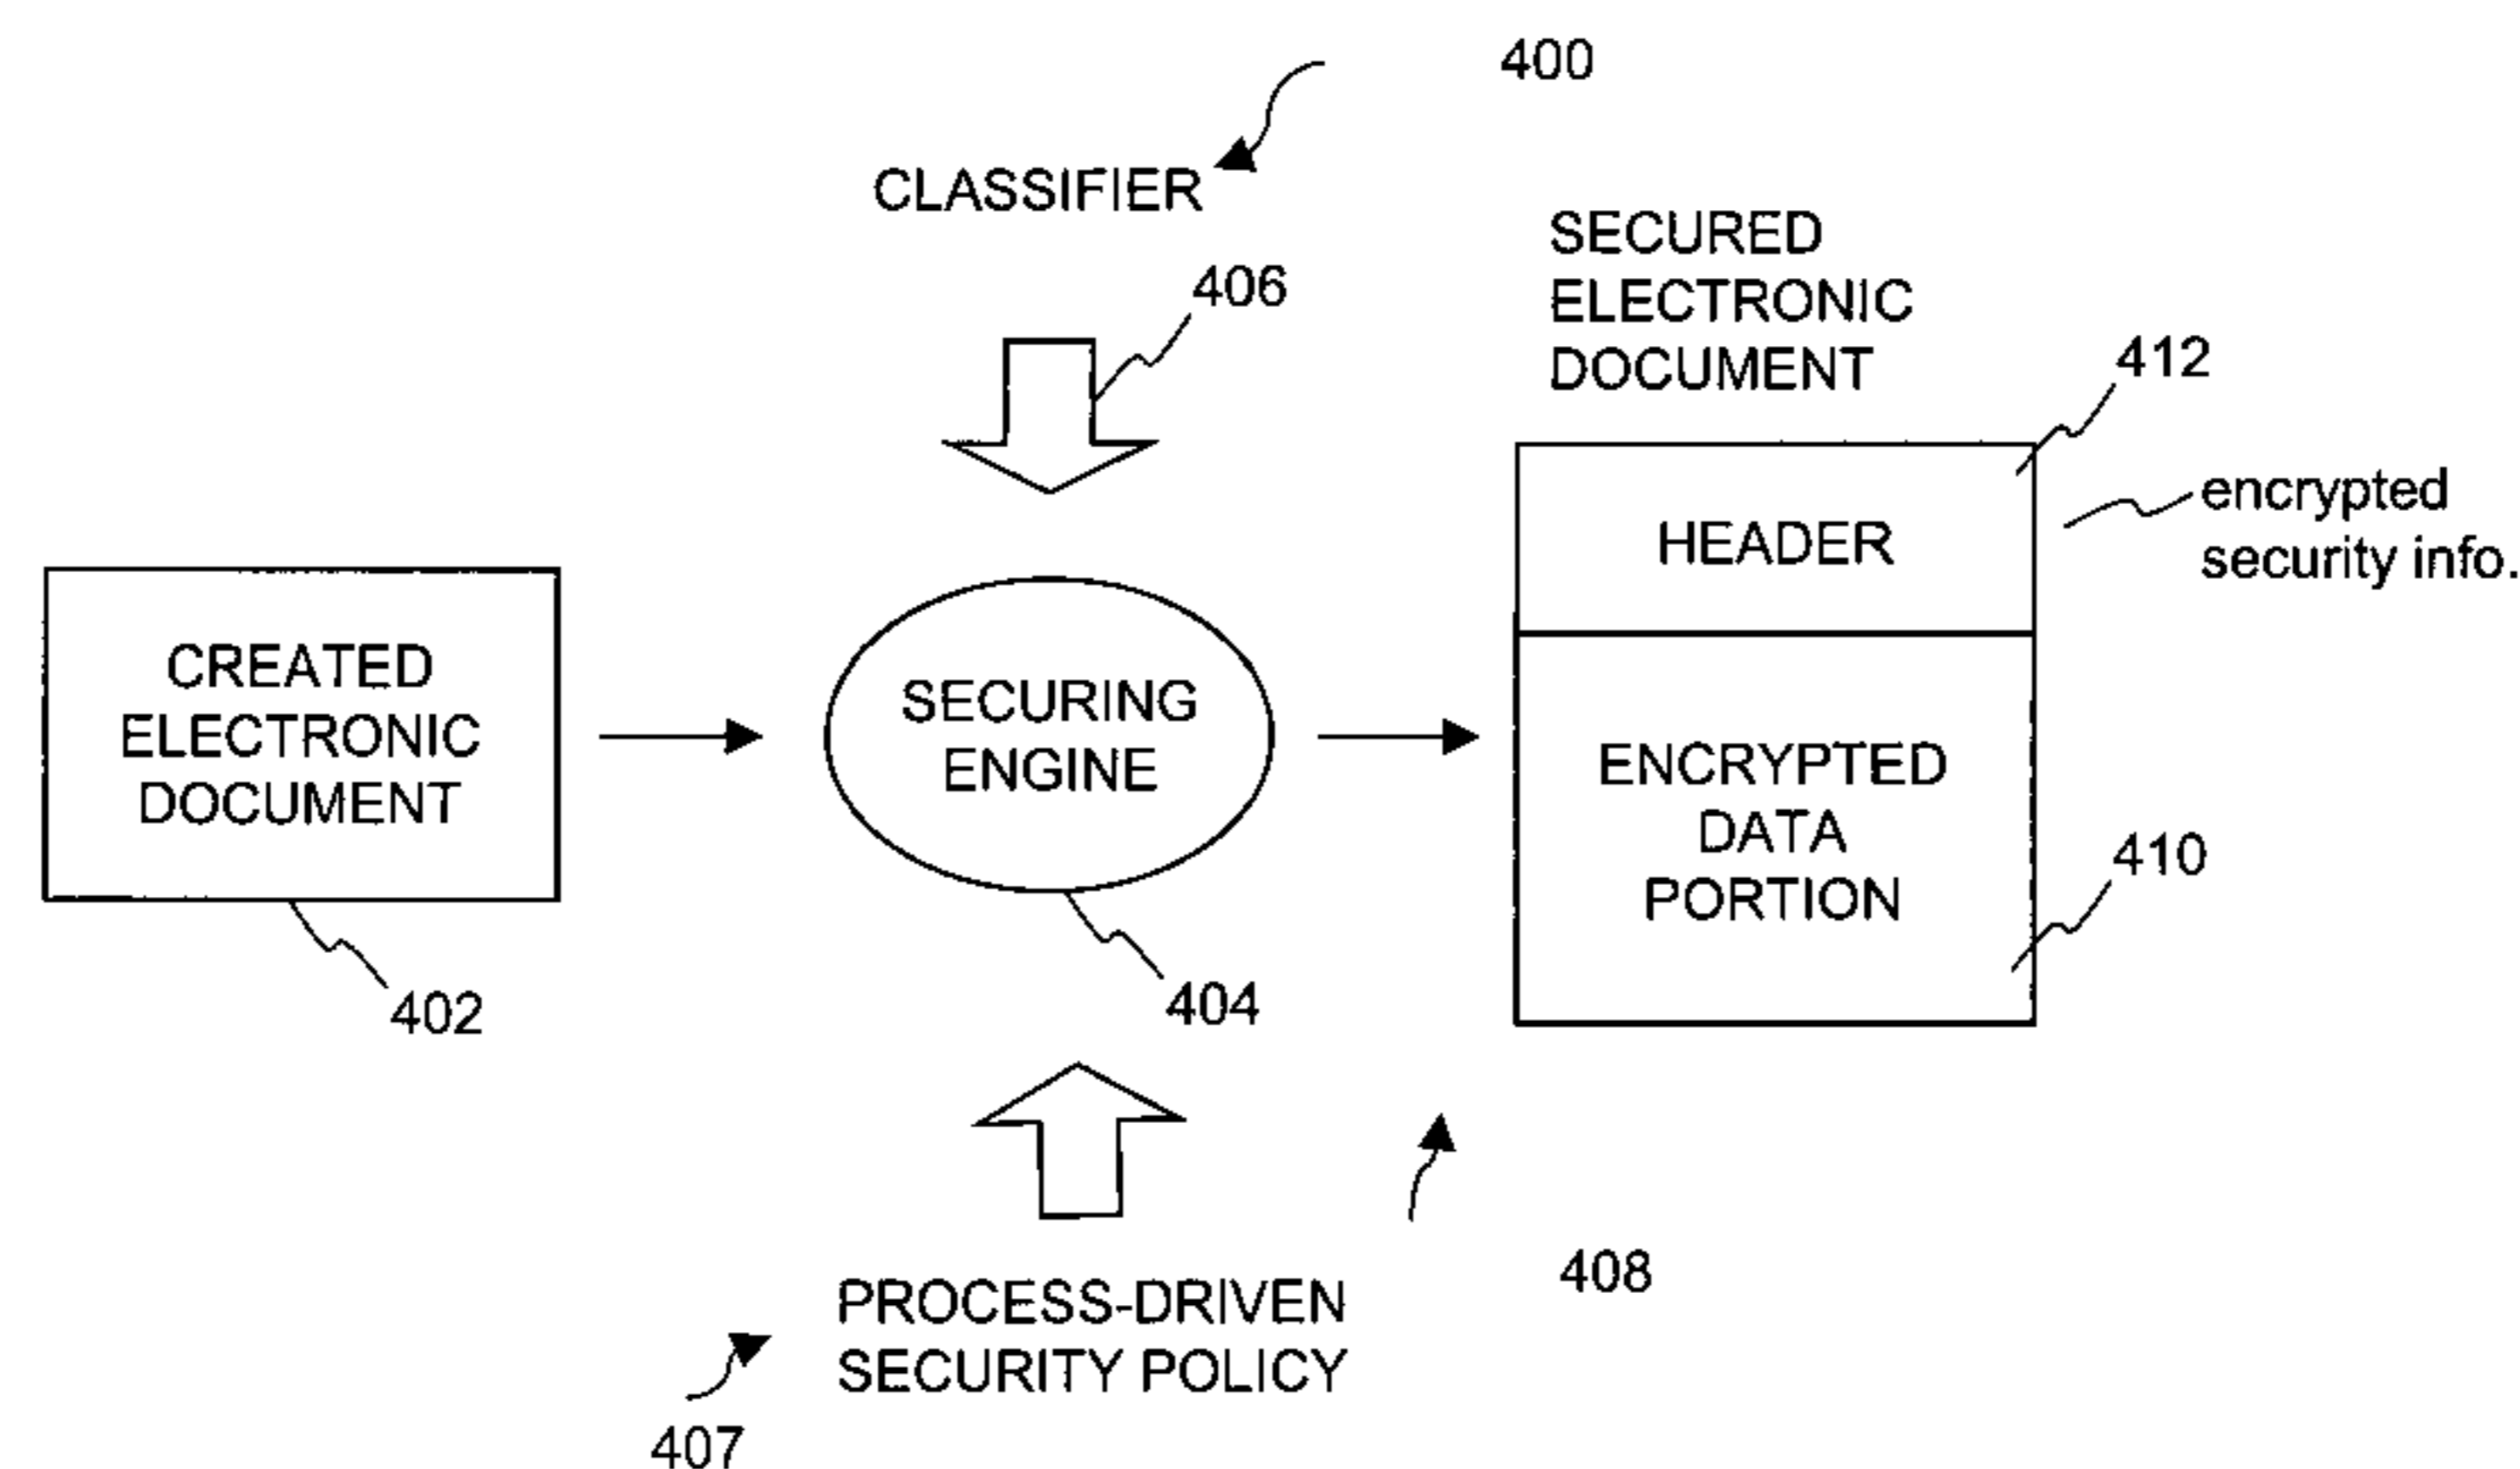 400
CLASSIFIER
406
SECURED
ELECTRONIC
DOCUMENT
412
encrypted
security info.
HEADER
CREATED
ELECTRONIC
DOCUMENT
402
SECURING
ENGINE
404
ENCRYPTED
DATA
PORTION
410
408
PROCESS-DRIVEN
SECURITY POLICY
407